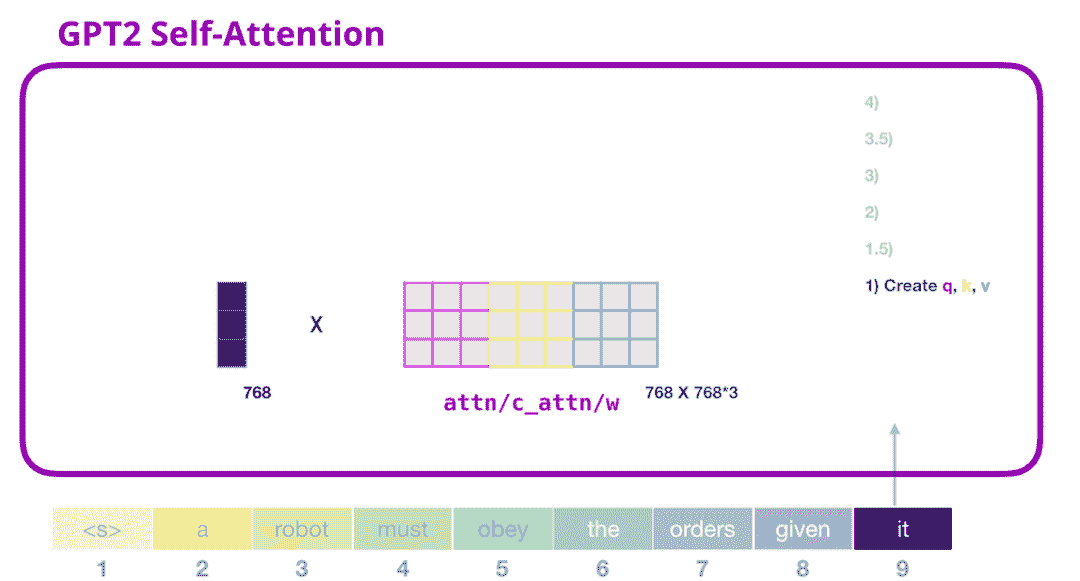 GPT2 Self-Attention
4)
3.5)
3)
2)
1.5)
1) Create q, k, v
X
768
attn/c_attn/w
768 X 768*3
<s> a robot must obey the orders given it
1 2 3 4 5 6 7 8 9